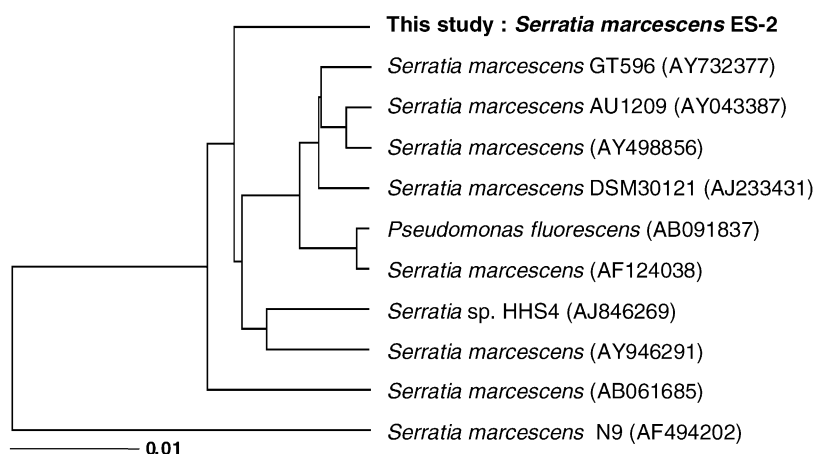 This study : Serratia marcescens ES-2
Serratia marcescens GT596 (AY732377)
Serratia marcescens AU1209 (AY043387)
Serratia marcescens (AY498856)
Serratia marcescens DSM30121 (AJ233431)
Pseudomonas fluorescens (AB091837)
Serratia marcescens (AF124038)
Serratia sp. HHS4 (AJ846269)
Serratia marcescens (AY946291)
Serratia marcescens (AB061685)
Serratia marcescens N9 (AF494202)
0.01